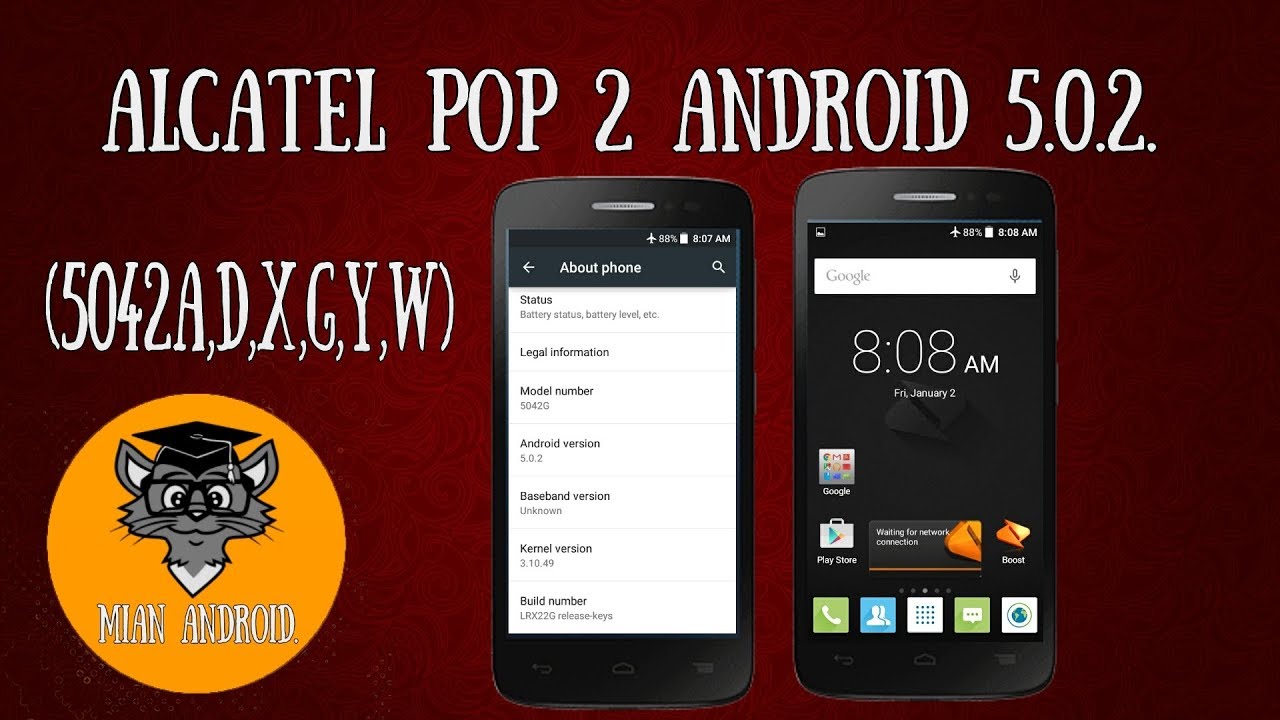 ALCATEL POP 2 ANDROID 5.0.2.
(5042A,D,X,G,Y,W)
MIAN ANDROID.
88% 8:07 AM
About phone
Status
Battery status, battery level, etc.
Legal information
Model number
5042G
Android version
5.0.2
Baseband version
Unknown
Kernel version
3.10.49
Build number
LRX22G release-keys
88% 8:08 AM
Google
8:08 AM
Fri, January 2
Google
Play Store
Waiting for network
connection
Boost